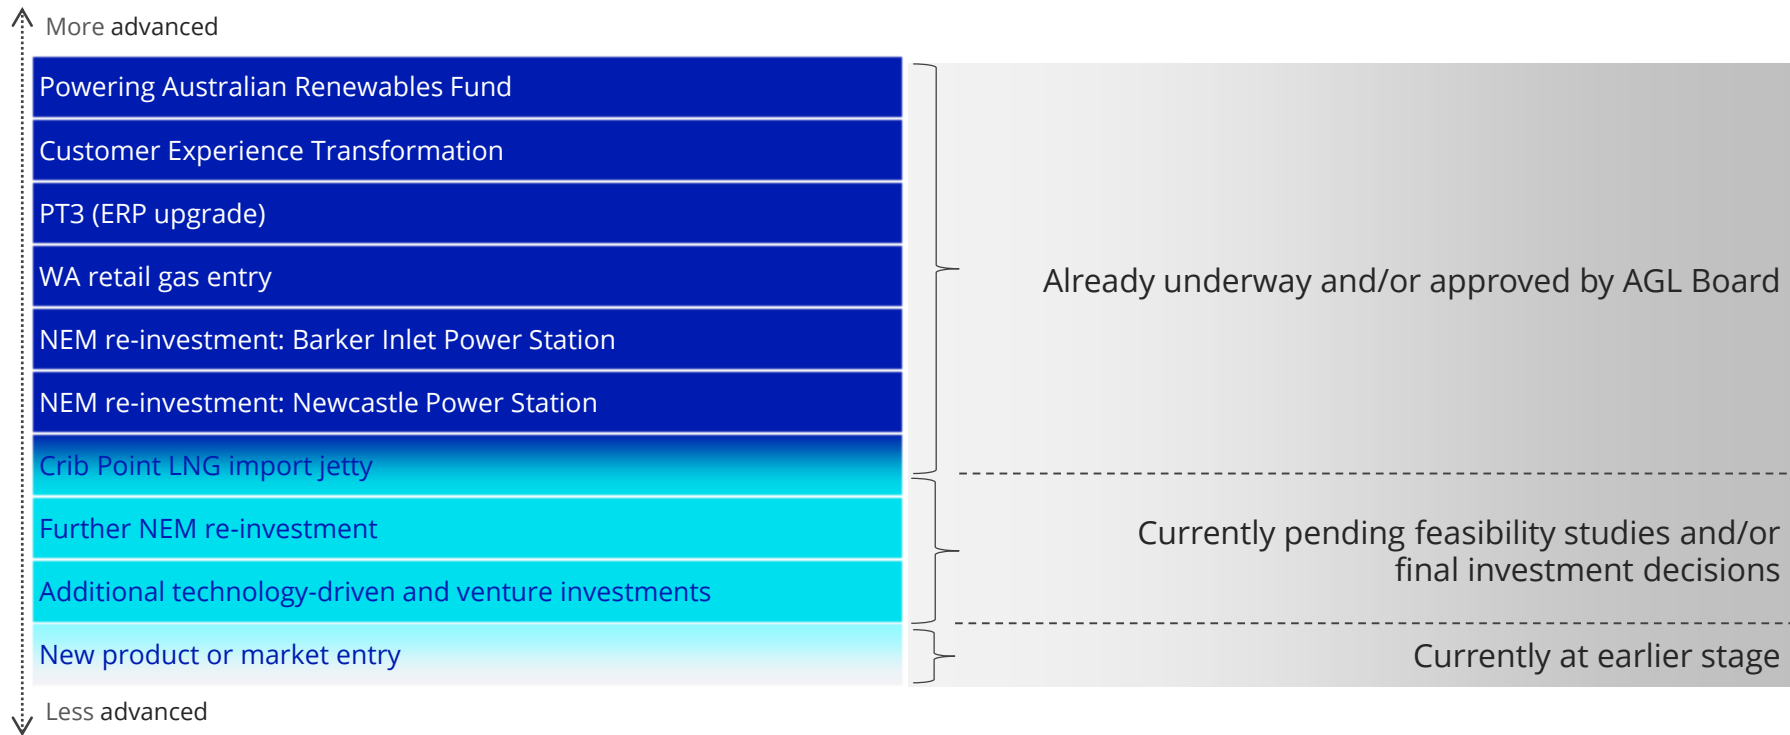 More advanced
Powering Australian Renewables Fund
Customer Experience Transformation
PT3 (ERP upgrade)
WA retail gas entry
NEM re-investment: Barker Inlet Power Station
NEM re-investment: Newcastle Power Station
Crib Point LNG import jetty
Further NEM re-investment
Additional technology-driven and venture investments
New product or market entry
Less advanced
Already underway and/or approved by AGL Board
Currently pending feasibility studies and/or
final investment decisions
Currently at earlier stage